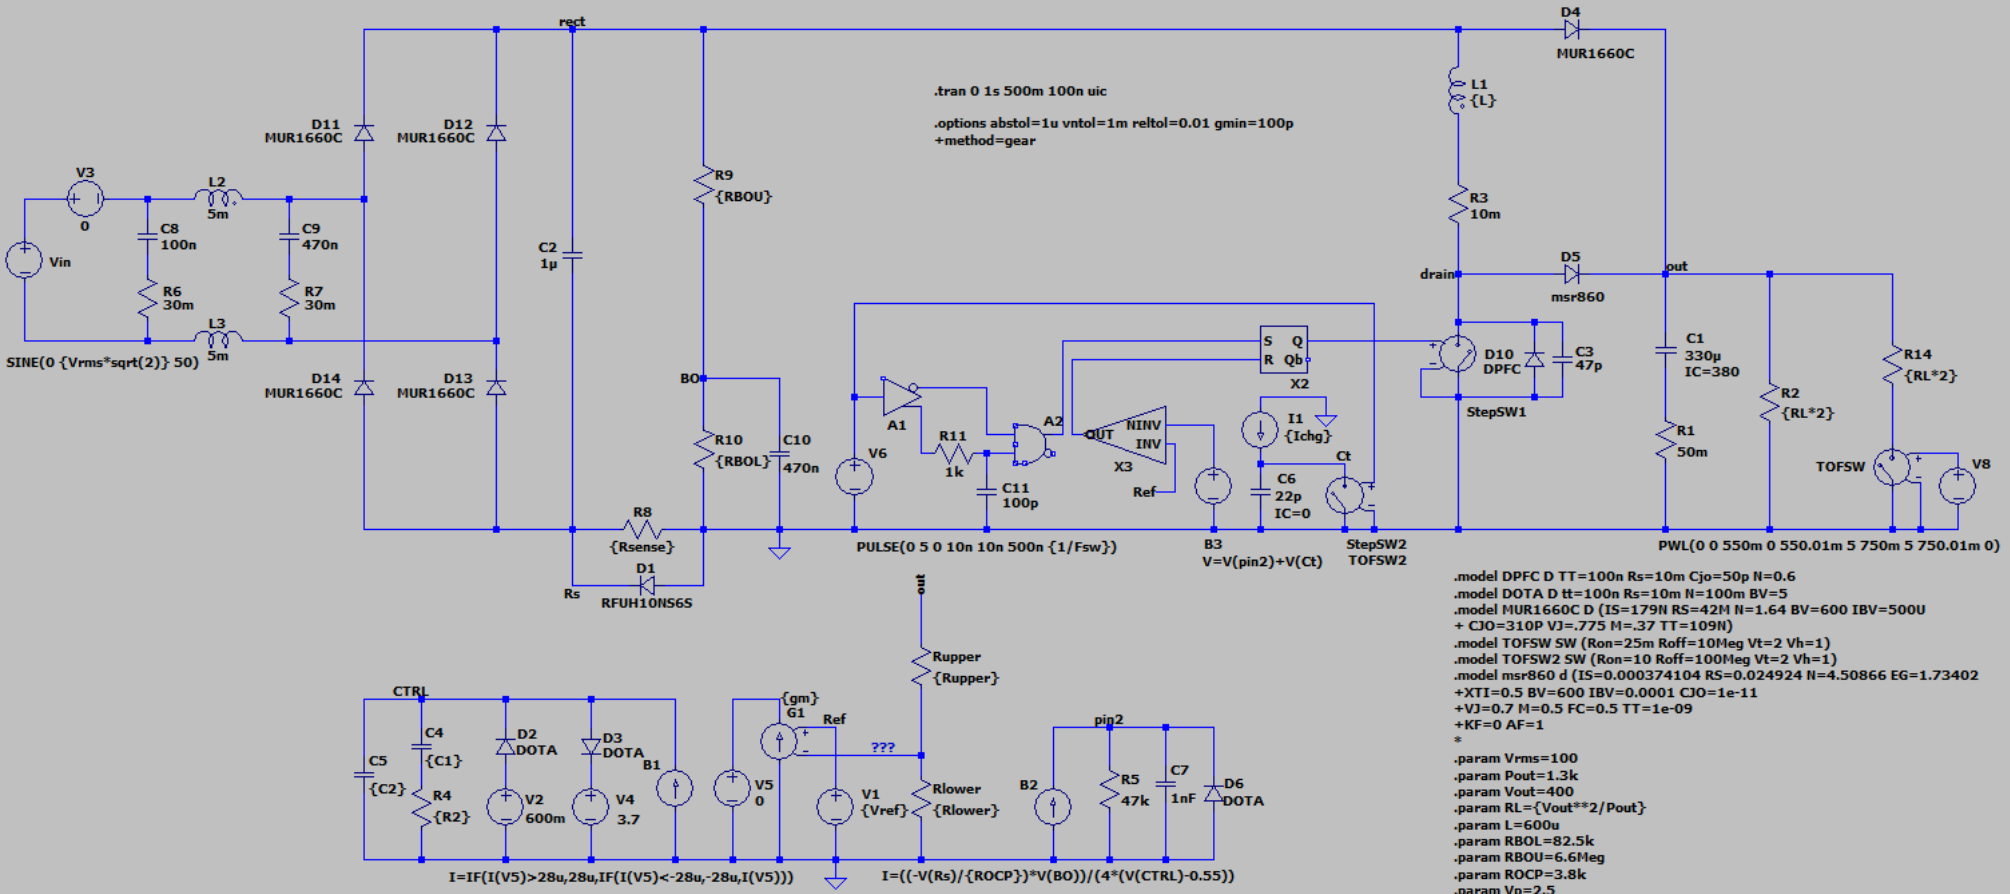 rect
D4
MUR1660C
.tran 0 1s 500m 100n uic
.options abstol=1u vntol=1m reltol=0.01 gmin=100p
+method=gear
L1
{L}
D11
MUR1660C
D12
MUR1660C
V3
0
L2
5m
R9
{RBOU}
R3
10m
C8
100n
C9
470n
Vin
C2
1µ
R6
30m
R7
30m
L3
5m
SINE(0 {Vrms*sqrt(2)} 50)
drain
D5
msr860
out
D14
MUR1660C
D13
MUR1660C
BO
S
Q
R
Qb
X2
+
−
D10
DPFC
C3
47p
StepSW1
C1
330µ
IC=380
R14
{RL*2}
R2
{RL*2}
R10
{RBOL}
C10
470n
V6
A1
R11
1k
A2
C11
100p
OUT
NINV
INV
X3
Ref
I1
{Ichg}
C6
22p
IC=0
Ct
R1
50m
TOFSW
V8
R8
{Rsense}
D1
RFUH10NS6S
Rs
PULSE(0 5 0 10n 10n 500n {1/Fsw})
B3
V=V(pin2)+V(Ct)
StepSW2
TOFSW2
PWL(0 0 550m 0 550.01m 5 750m 5 750.01m 0)
out
Rupper
{Rupper}
CTRL
C5
{C2}
C4
{C1}
R4
{R2}
D2
DOTA
V2
600m
D3
DOTA
V4
3.7
B1
V5
0
{gm}
G1
Ref
???
V1
{Vref}
Rlower
{Rlower}
pin2
B2
R5
47k
C7
1nF
D6
DOTA
I=IF(I(V5)>28u,28u,IF(I(V5)<-28u,-28u,I(V5)))
I=((-V(Rs)/{ROCP})*V(BO))/(4*(V(CTRL)-0.55))
.model DPFC D TT=100n Rs=10m Cjo=50p N=0.6
.model DOTA D tt=100n Rs=10m N=100m BV=5
.model MUR1660C D (IS=179N RS=42M N=1.64 BV=600 IBV=500U
+ CJO=310P VJ=.775 M=.37 TT=109N)
.model TOFSW SW (Ron=25m Roff=10Meg Vt=2 Vh=1)
.model TOFSW2 SW (Ron=10 Roff=100Meg Vt=2 Vh=1)
.model msr860 d (IS=0.000374104 RS=0.024924 N=4.50866 EG=1.73402
+XTI=0.5 BV=600 IBV=0.0001 CJO=1e-11
+VJ=0.7 M=0.5 FC=0.5 TT=1e-09
+KF=0 AF=1
*
.param Vrms=100
.param Pout=1.3k
.param Vout=400
.param RL={Vout**2/Pout}
.param L=600u
.param RBOL=82.5k
.param RBOU=6.6Meg
.param ROCP=3.8k
.param Vp=2.5